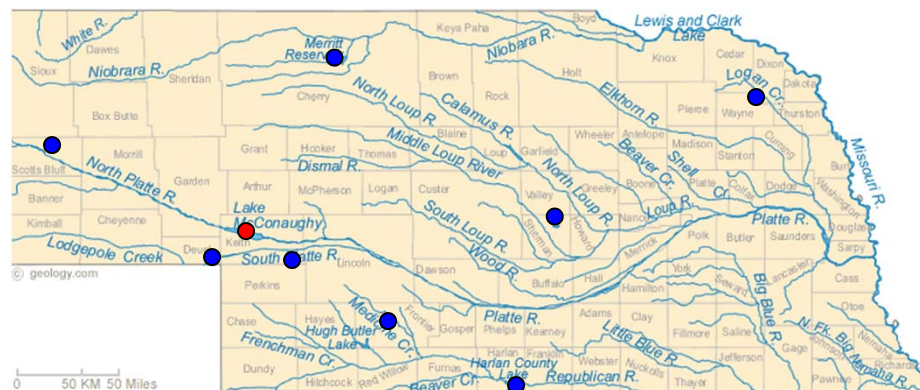 Boyd
Lewis and Clark
Lake
White R.
Dawes
Keya Paha
Merritt
Niobara R.
Knox
Cedar
Dixon
Sioux
Niobrara R.
Sheridan
Brown
Holt
Logan Cr.
Dakota
Cherry
North Loup R.
Calamus R.
Rock
Elkhorn R.
Pierce
Wayne
Thurston
Box Butte
Blaine
Wheeler
Antelope
Madison
Stanton
Cuming
Missouri R.
Morrill
Grant
Hooker
Thomas
Middle Loup River
Loup
Garfield
Beaver Cr.
Shell
Cr.
Scotts Bluff
North Platte R.
Garden
Dismal R.
Arthur
McPherson
Logan
Custer
Valley
North Loup R.
Greeley
Boone
Platte
Colfax
Dodge
Washington
Banner
Lake
McConaughy
South Loup R.
Sherman
Howard
Loup R.
Platte R.
Douglas
Kimball
Cheyenne
Keith
Wood R.
Merrick
Polk
Butler
Saunders
Sarpy
Lodgepole Creek
Lincoln
Dawson
Buffalo
Hall
York
Seward
Lancaster
Cass
© geology.com
Perkins
Hamilton
Big Blue R.
Otoe
Chase
Hayes
Medicine Cr.
Frontier
Gosper
Platte R.
Phelps
Kearney
Adams
Clay
Fillmore
Saline
Hugh Butler
Lake
Little Blue R.
Gage
Johnson
Nemaha
N. Fk. Big Nemaha R.
Frenchman Cr.
Harlan
Franklin
Webster
Nuckolls
Jefferson
Dundy
Hitchcock
Red Willow
Furnas
Harlan County
Lake
Republican R.
Thayer
Pawnee
Richardson
Beaver Cr.
0 50 KM 50 Miles